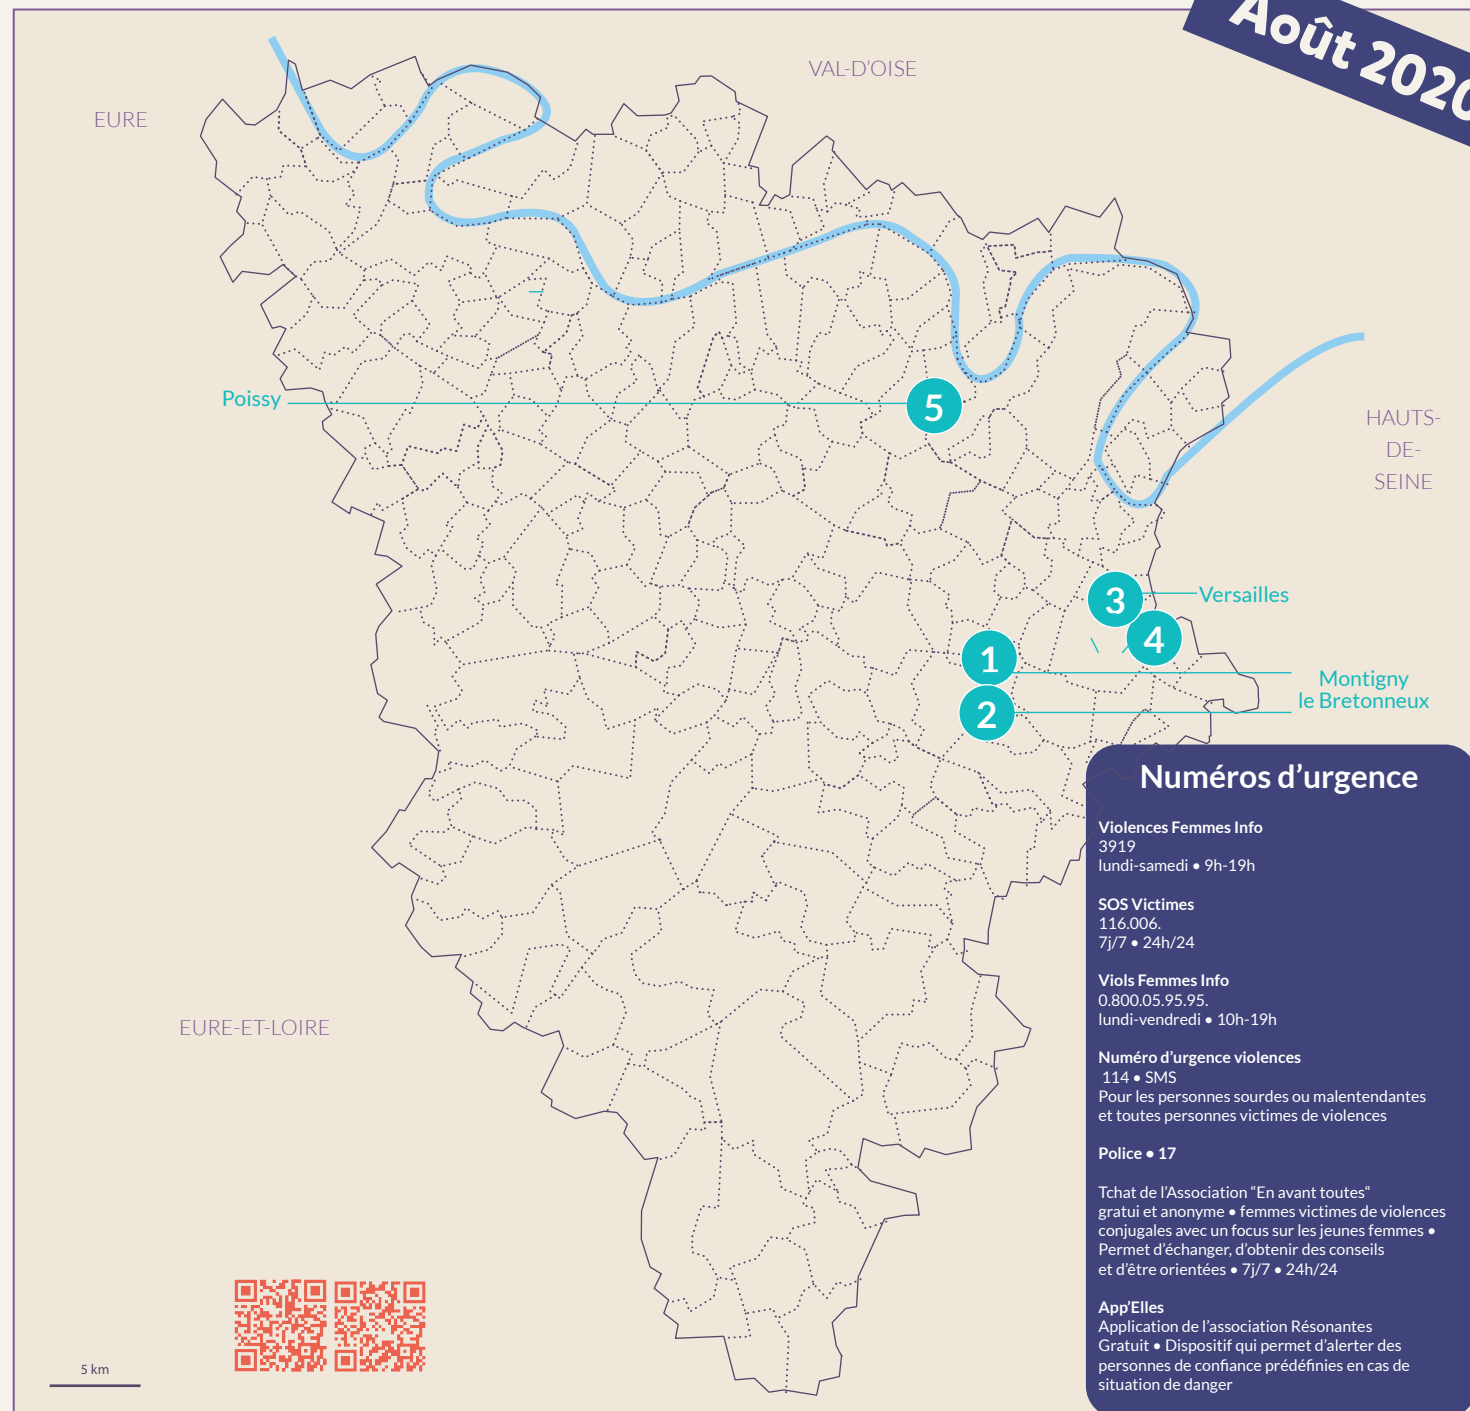 Août 2020
VAL-D'OISE
EURE
HAUTS-
DE-
SEINE
Poissy
5
3
Versailles
4
1
Montigny
le Bretonneux
2
EURE-ET-LOIRE
5 km
Numéros d’urgence
Violences Femmes Info
3919
lundi-samedi • 9h-19h
SOS Victimes
116.006.
7j/7 • 24h/24
Viols Femmes Info
0.800.05.95.95.
lundi-vendredi • 10h-19h
Numéro d’urgence violences
114 • SMS
Pour les personnes sourdes ou malentendantes
et toutes personnes victimes de violences
Police • 17
Tchat de l’Association “En avant toutes“
gratui et anonyme • femmes victimes de violences
conjugales avec un focus sur les jeunes femmes •
Permet d’échanger, d’obtenir des conseils
et d’être orientées • 7j/7 • 24h/24
App’Elles
Application de l’association Résonantes
Gratuit • Dispositif qui permet d’alerter des
personnes de confiance prédéfinies en cas de
situation de danger